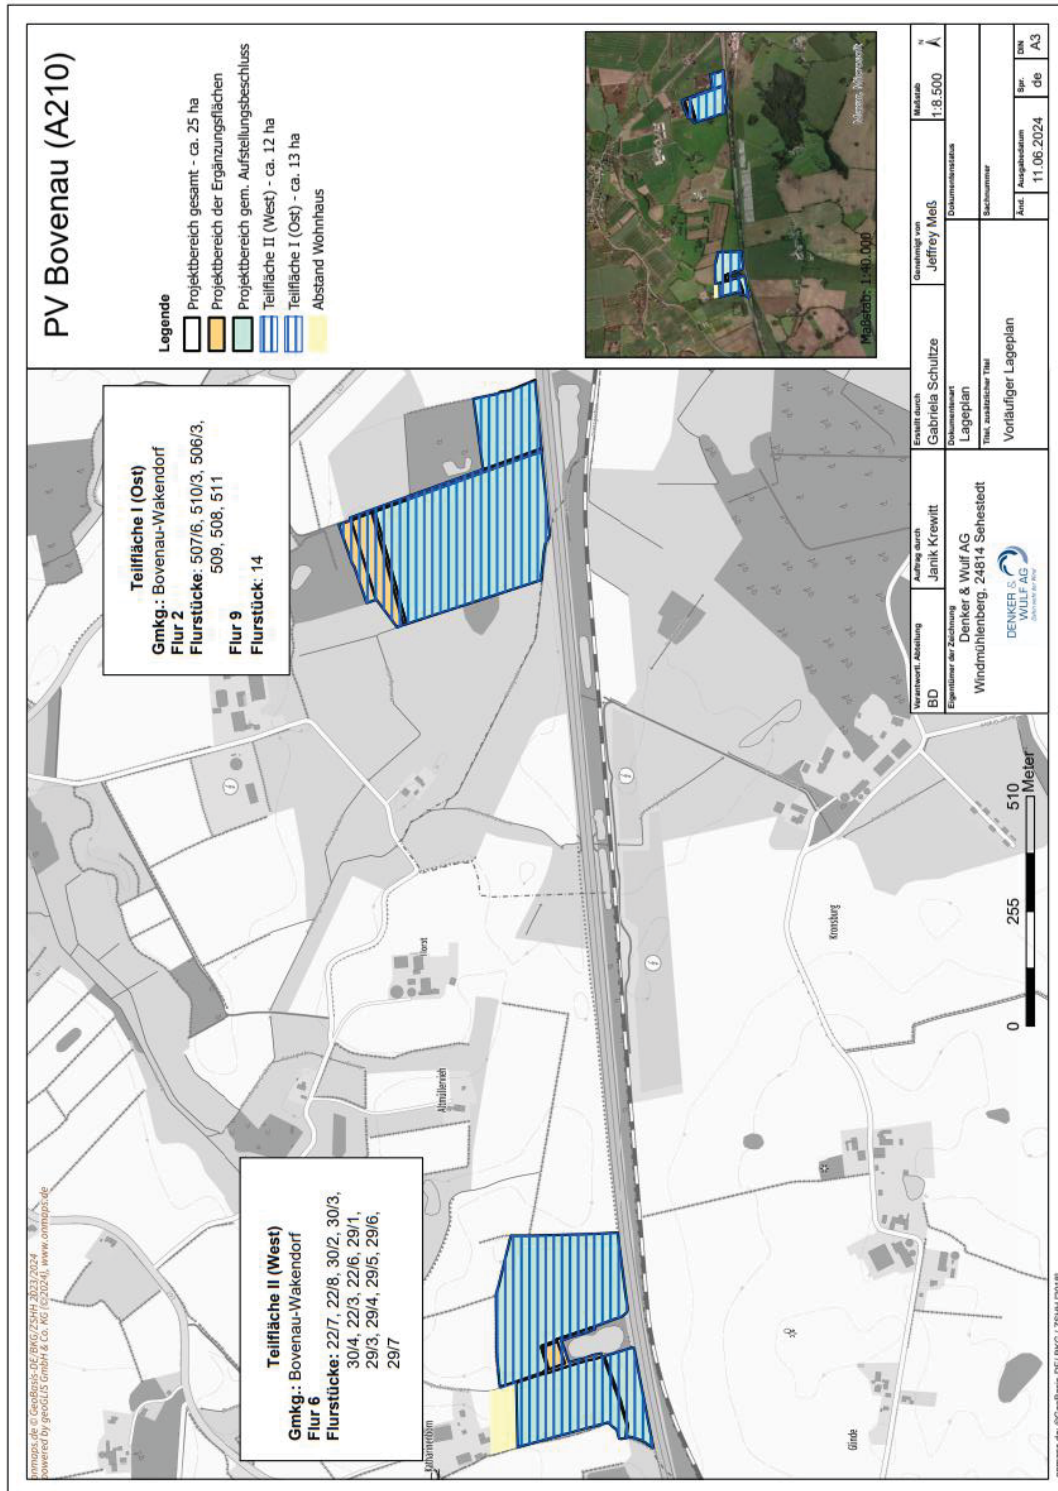 PV Bovenau (A210)
Legende
Projektbereich gesamt - ca. 25 ha
Projektbereich der Ergänzungsflächen
Projektbereich gem. Aufstellungsbeschluss
Teilfläche II (West) - ca. 12 ha
Teilfläche I (Ost) - ca. 13 ha
Abstand Wohnhaus
Maßstab: 1:40.000
Maxar, Microsoft
onmaps.de © GeoBasis-DE/BKG/ZSHH 2023/2024
powered by geoGLIS GmbH & Co. KG (©2024), www.onmaps.de
Teilfläche II (West)
Gmkg.: Bovenau-Wakendorf
Flur 6
Flurstücke: 22/7, 22/8, 30/2, 30/3,
30/4, 22/3, 22/6, 29/1,
29/3, 29/4, 29/5, 29/6,
29/7
Teilfläche I (Ost)
Gmkg.: Bovenau-Wakendorf
Flur 2
Flurstücke: 507/6, 510/3, 506/3,
509, 508, 511
Flur 9
Flurstück: 14
Altmüllervieh
Horst
Kronsburg
Glinde
0 255 510
Meter
Verantwortl. Abteilung
BD
Auftrag durch
Janik Krewitt
Erstellt durch
Gabriela Schultze
Genehmigt von
Jeffrey Meß
Maßstab
1:8.500
N
Eigentümer der Zeichnung
Denker & Wulf AG
Windmühlenberg, 24814 Sehestedt
DENKER & WULF AG
Dokumentenart
Lageplan
Dokumentenstatus
Titel, zusätzlicher Titel
Vorläufiger Lageplan
Sachnummer
Änd.
Ausgabedatum
11.06.2024
Spr.
de
DIN
A3